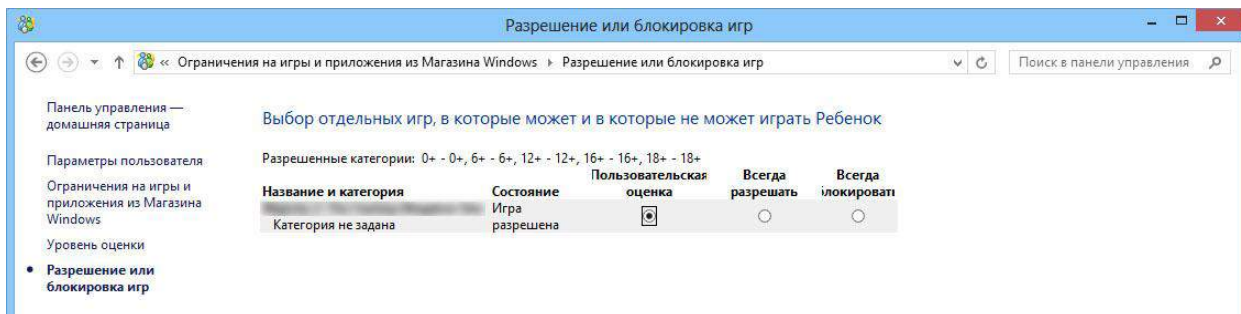 Разрешение или блокировка игр
« Ограничения на игры и приложения из Магазина Windows Разрешение или блокировка игр
Поиск в панели управления
Панель управления —
домашняя страница
Параметры пользователя
Ограничения на игры и
приложения из Магазина
Windows
Уровень оценки
• Разрешение или
блокировка игр
Выбор отдельных игр, в которые может и в которые не может играть Ребенок
Разрешенные категории: 0+ - 0+, 6+ - 6+, 12+ - 12+, 16+ - 16+, 18+ - 18+
Название и категория
Состояние
Пользовательская
оценка
Всегда
разрешать
Всегда
Игра
разрешена
Категория не задана